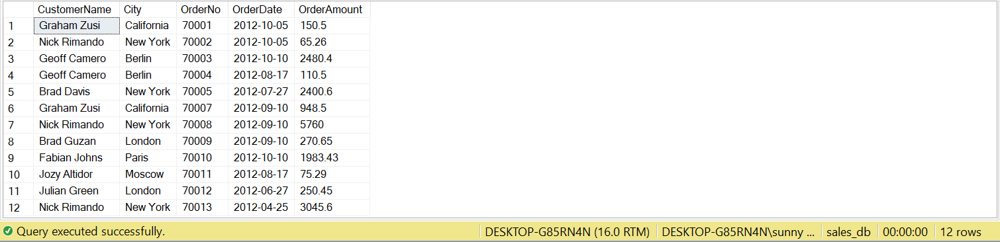 CustomerName City OrderNo OrderDate OrderAmount
1 Graham Zusi California 70001 2012-10-05 150.5
2 Nick Rimando New York 70002 2012-10-05 65.26
3 Geoff Camero Berlin 70003 2012-10-10 2480.4
4 Geoff Camero Berlin 70004 2012-08-17 110.5
5 Brad Davis New York 70005 2012-07-27 2400.6
6 Graham Zusi California 70007 2012-09-10 948.5
7 Nick Rimando New York 70008 2012-09-10 5760
8 Brad Guzan London 70009 2012-09-10 270.65
9 Fabian Johns Paris 70010 2012-10-10 1983.43
10 Jozy Altidor Moscow 70011 2012-08-17 75.29
11 Julian Green London 70012 2012-06-27 250.45
12 Nick Rimando New York 70013 2012-04-25 3045.6
Query executed successfully. DESKTOP-G85RN4N (16.0 RTM) DESKTOP-G85RN4N\sunny ... sales_db 00:00:00 12 rows